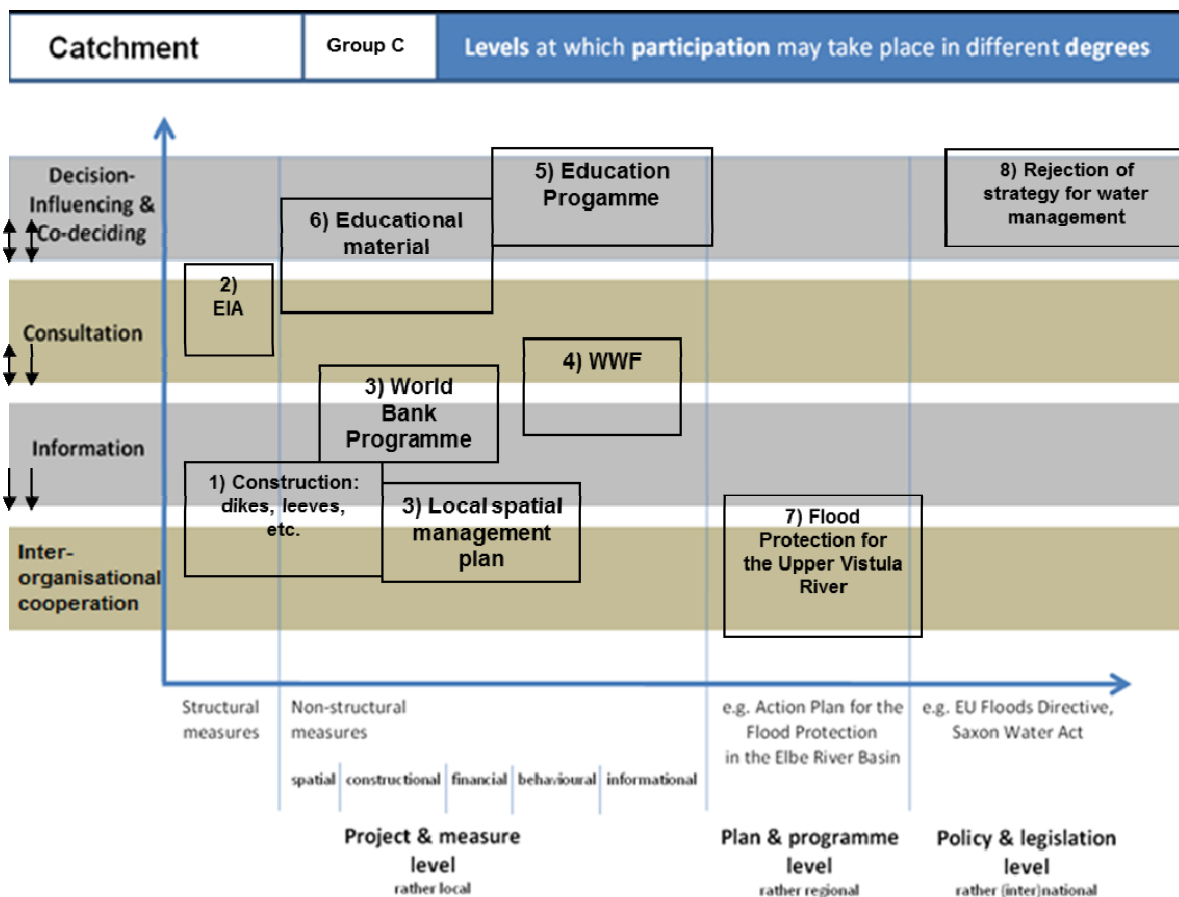 Catchment
Group C
Levels at which participation may take place in different degrees
Decision-
Influencing &
Co-deciding
5) Education
Progamme
8) Rejection of
strategy for water
management
6) Educational
material
2)
EIA
Consultation
4) WWF
3) World
Bank
Programme
Information
1) Construction:
dikes, leeves,
etc.
3) Local spatial
management
plan
7) Flood
Protection for
the Upper Vistula
River
Inter-
organisational
cooperation
Structural
measures
Non-structural
measures
e.g. Action Plan for the
Flood Protection
in the Elbe River Basin
e.g. EU Floods Directive,
Saxon Water Act
spatial
constructional
financial
behavioural
informational
Project & measure
level
rather local
Plan & programme
level
rather regional
Policy & legislation
level
rather (inter)national